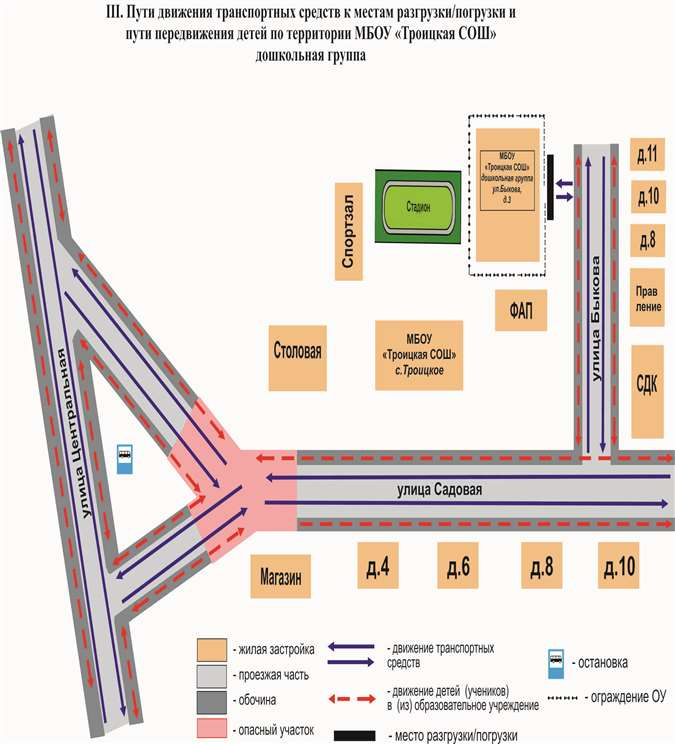 III. Пути движения транспортных средств к местам разгрузки/погрузки и
пути передвижения детей по территории МБОУ «Троицкая СОШ»
дошкольная группа
МБОУ
«Троицкая СОШ»
дошкольная группа
ул.Быкова,
д.3
д.11
д.10
д.8
Прав
ление
СДК
Стадион
Спортзал
ФАП
Столовая
МБОУ
«Троицкая СОШ»
с.Троицкое
улица Быкова
улица Центральная
улица Садовая
Магазин
д.4
д.6
д.8
д.10
- жилая застройка
- проезжая часть
- обочина
- опасный участок
- движение транспортных
средств
- движение детей (учеников)
в (из) образовательное учреждение
- место разгрузки/погрузки
- остановка
- ограждение ОУ